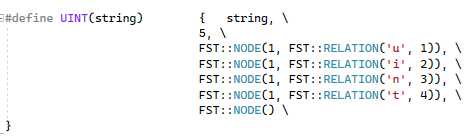 #define UINT(string) { string, \
5, \
FST::NODE(1, FST::RELATION('u', 1)), \
FST::NODE(1, FST::RELATION('i', 2)), \
FST::NODE(1, FST::RELATION('n', 3)), \
FST::NODE(1, FST::RELATION('t', 4)), \
FST::NODE() \
}